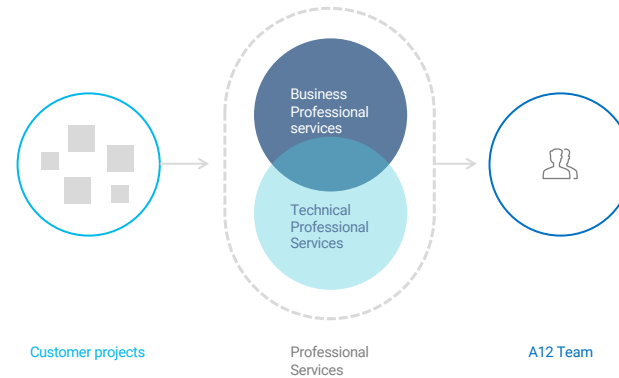 Business
Professional
services
Technical
Professional
Services
Customer projects
Professional
Services
A12 Team